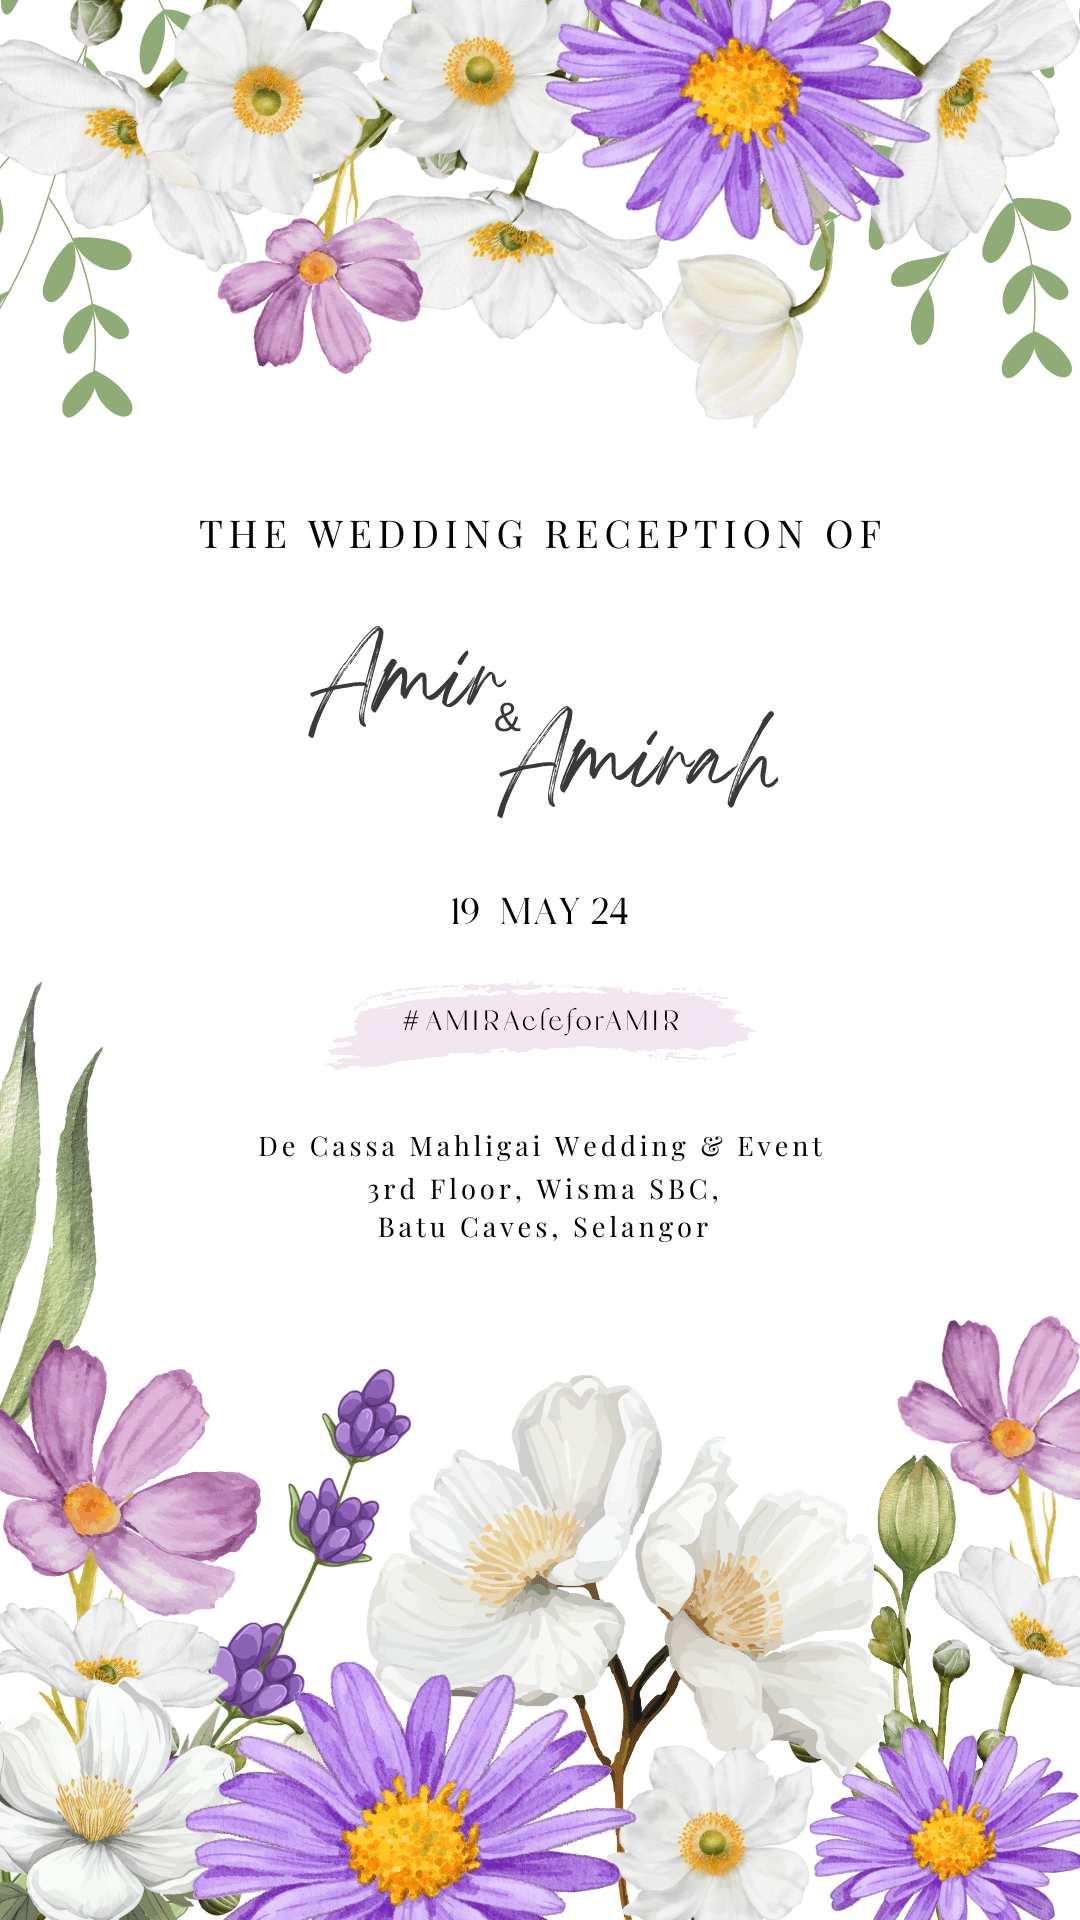 THE WEDDING RECEPTION OF
Amir
&
Amirah
19 MAY 24
#AMIRAcleforAMIR
De Cassa Mahligai Wedding & Event
3rd Floor, Wisma SBC,
Batu Caves, Selangor